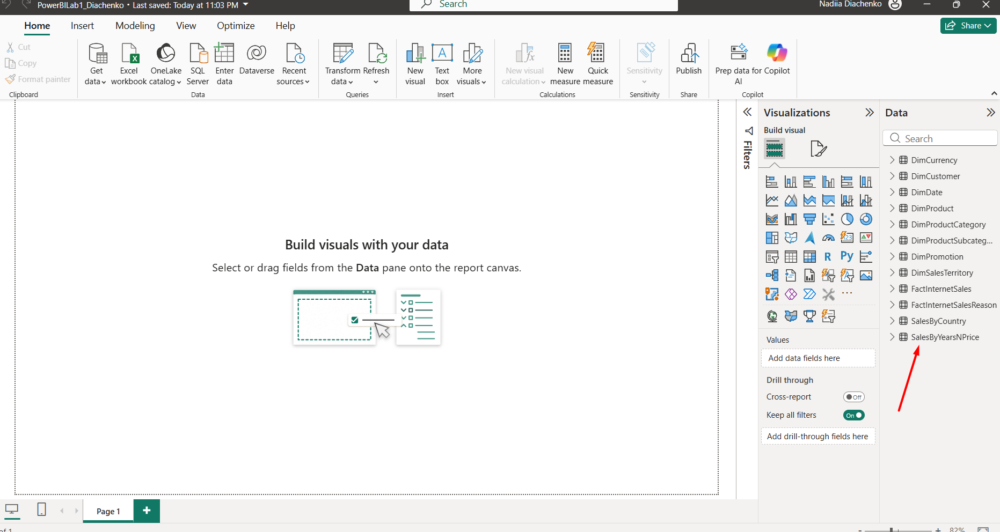 PowerBILab1_Diachenko • Last saved: Today at 11:03 PM
Search
Nadiia Diachenko
Home
Insert
Modeling
View
Optimize
Help
Share
Cut
Copy
Format painter
Clipboard
Get
data
Excel
workbook
OneLake
catalog
SQL
Server
Enter
data
Dataverse
Recent
sources
Data
Transform
data
Refresh
Queries
New
visual
Text
box
More
visuals
Insert
New visual
calculation
New
measure
Quick
measure
Calculations
Sensitivity
Sensitivity
Publish
Share
Prep data for
AI
Copilot
Copilot
Build visuals with your data
Select or drag fields from the Data pane onto the report canvas.
Filters
Visualizations
Build visual
123
R
Py
...
Values
Add data fields here
Drill through
Cross-report
Off
Keep all filters
On
Add drill-through fields here
Data
Search
DimCurrency
DimCustomer
DimDate
DimProduct
DimProductCategory
DimProductSubcateg...
DimPromotion
DimSalesTerritory
FactInternetSales
FactInternetSalesReason
SalesByCountry
SalesByYearsNPrice
Page 1
of 1
82%